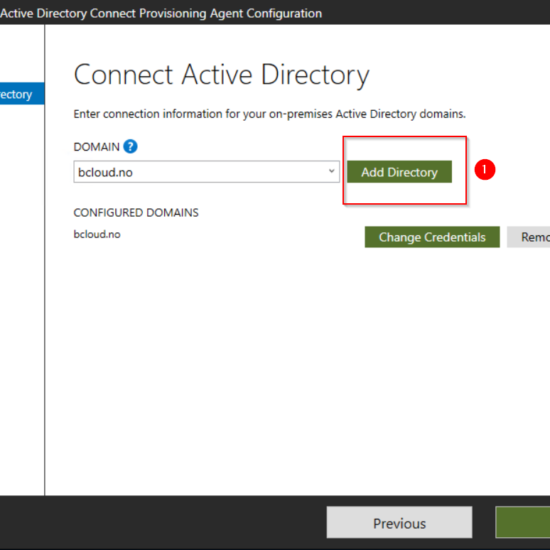 Active Directory Connect Provisioning Agent Configuration
ectory
Connect Active Directory
Enter connection information for your on-premises Active Directory domains.
DOMAIN ?
bcloud.no
Add Directory
1
CONFIGURED DOMAINS
bcloud.no
Change Credentials
Remo
Previous